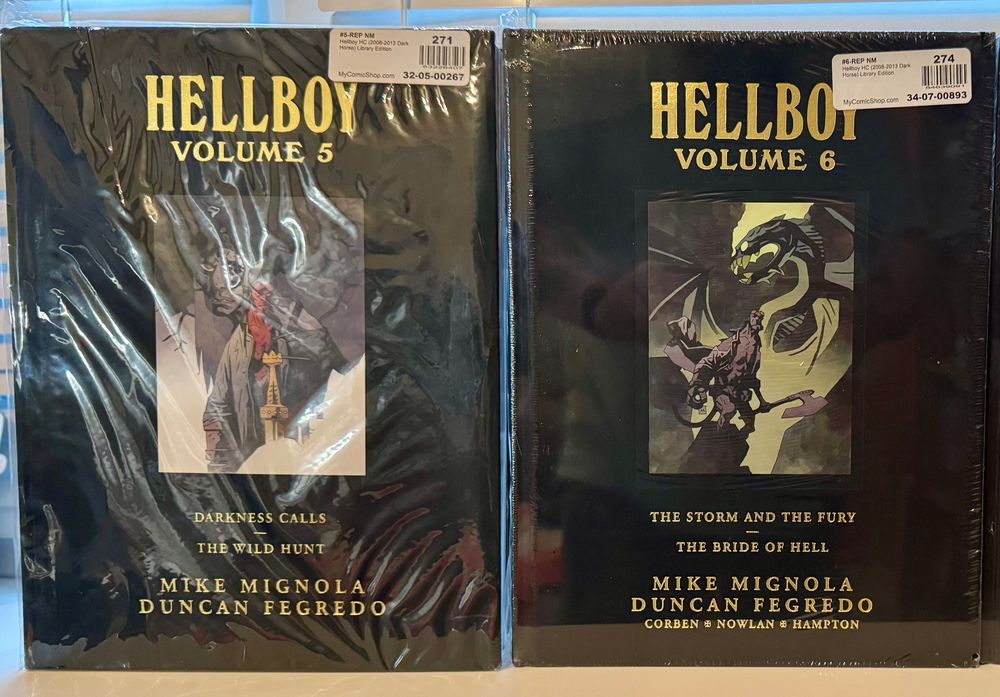 #5-REP NM
Hellboy HC (2008-2013 Dark
Horse) Library Edition
271
MyComicShop.com 32-05-00267
HELLBOY
VOLUME 5
DARKNESS CALLS
THE WILD HUNT
MIKE MIGNOLA
DUNCAN FEGREDO
#6-REP NM
Hellboy HC (2008-2013 Dark
Horse) Library Edition
274
MyComicShop.com 34-07-00893
HELLBOY
VOLUME 6
THE STORM AND THE FURY
THE BRIDE OF HELL
MIKE MIGNOLA
DUNCAN FEGREDO
CORBEN ✠ NOWLAN ✠ HAMPTON